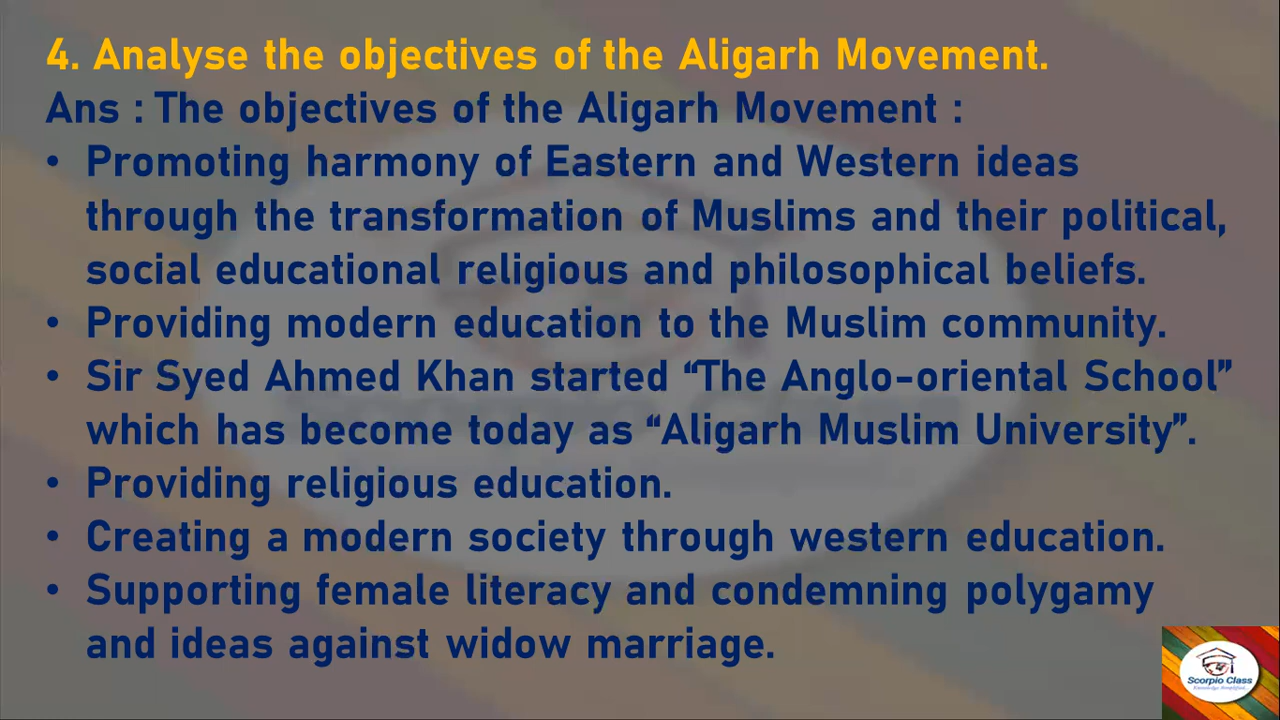 4. Analyse the objectives of the Aligarh Movement.
Ans : The objectives of the Aligarh Movement :
• Promoting harmony of Eastern and Western ideas
through the transformation of Muslims and their political,
social educational religious and philosophical beliefs.
• Providing modern education to the Muslim community.
• Sir Syed Ahmed Khan started “The Anglo-oriental School”
which has become today as “Aligarh Muslim University”.
• Providing religious education.
• Creating a modern society through western education.
• Supporting female literacy and condemning polygamy
and ideas against widow marriage.
Scorpio Class
Knowledge Simplified...